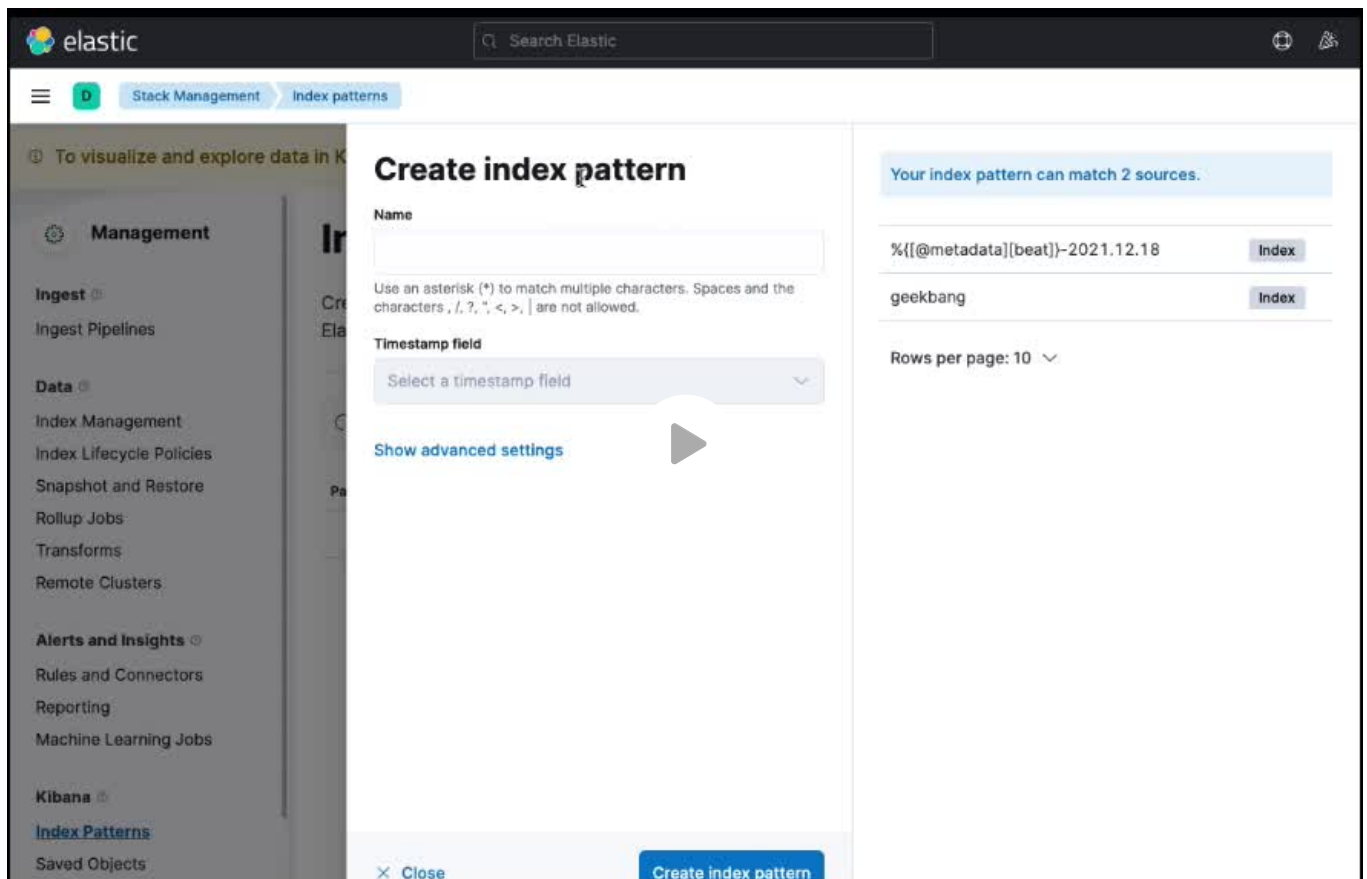 elastic
Search Elastic
D
Stack Management
Index patterns
To visualize and explore data in K
Management
Ingest
Ingest Pipelines
Data
Index Management
Index Lifecycle Policies
Snapshot and Restore
Rollup Jobs
Transforms
Remote Clusters
Alerts and Insights
Rules and Connectors
Reporting
Machine Learning Jobs
Kibana
Index Patterns
Saved Objects
In
Cre
Ela
Pa
Create index pattern
Name
Use an asterisk (*) to match multiple characters. Spaces and the
characters , /, ?, ", <, >, | are not allowed.
Timestamp field
Select a timestamp field
Show advanced settings
Close
Create index pattern
Your index pattern can match 2 sources.
%{[@metadata][beat]}-2021.12.18
Index
geekbang
Index
Rows per page: 10